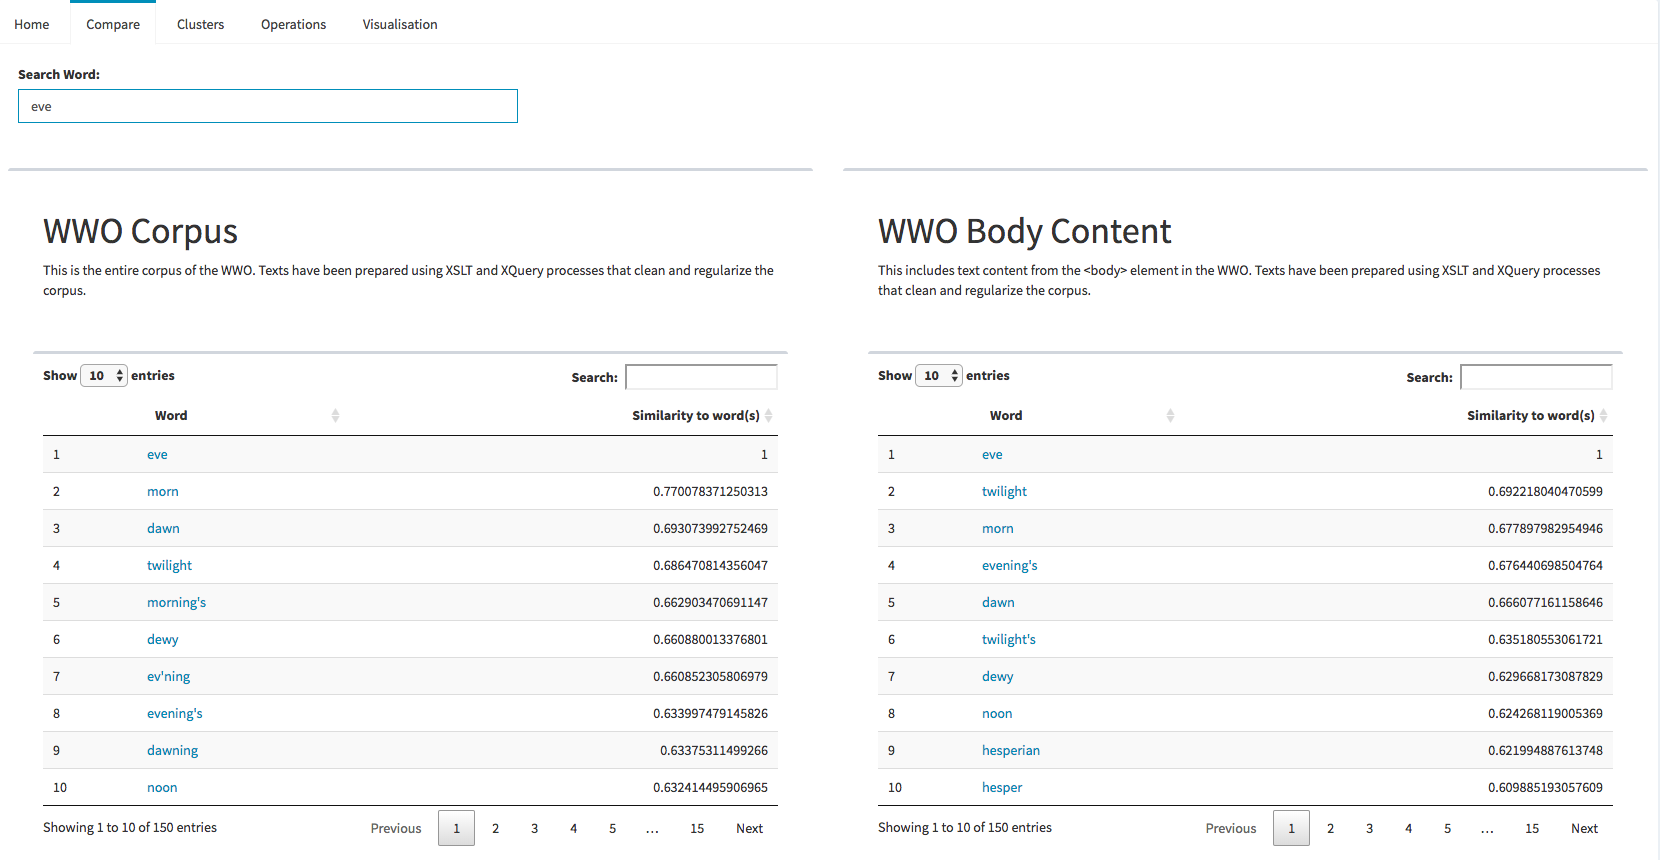 Home Compare Clusters Operations Visualisation
Search Word:
eve
WWO Corpus
This is the entire corpus of the WWO. Texts have been prepared using XSLT and XQuery processes that clean and regularize the
corpus.
Show 10 entries
Search:
Word Similarity to word(s)
1 eve 1
2 morn 0.770078371250313
3 dawn 0.693073992752469
4 twilight 0.686470814356047
5 morning's 0.662903470691147
6 dewy 0.660880013376801
7 ev'ning 0.660852305806979
8 evening's 0.633997479145826
9 dawning 0.63375311499266
10 noon 0.632414495906965
Showing 1 to 10 of 150 entries
Previous 1 2 3 4 5 ... 15 Next
WWO Body Content
This includes text content from the <body> element in the WWO. Texts have been prepared using XSLT and XQuery processes
that clean and regularize the corpus.
Show 10 entries
Search:
Word Similarity to word(s)
1 eve 1
2 twilight 0.692218040470599
3 morn 0.677897982954946
4 evening's 0.676440698504764
5 dawn 0.666077161158646
6 twilight's 0.635180553061721
7 dewy 0.629668173087829
8 noon 0.624268119005369
9 hesperian 0.621994887613748
10 hesper 0.609885193057609
Showing 1 to 10 of 150 entries
Previous 1 2 3 4 5 ... 15 Next